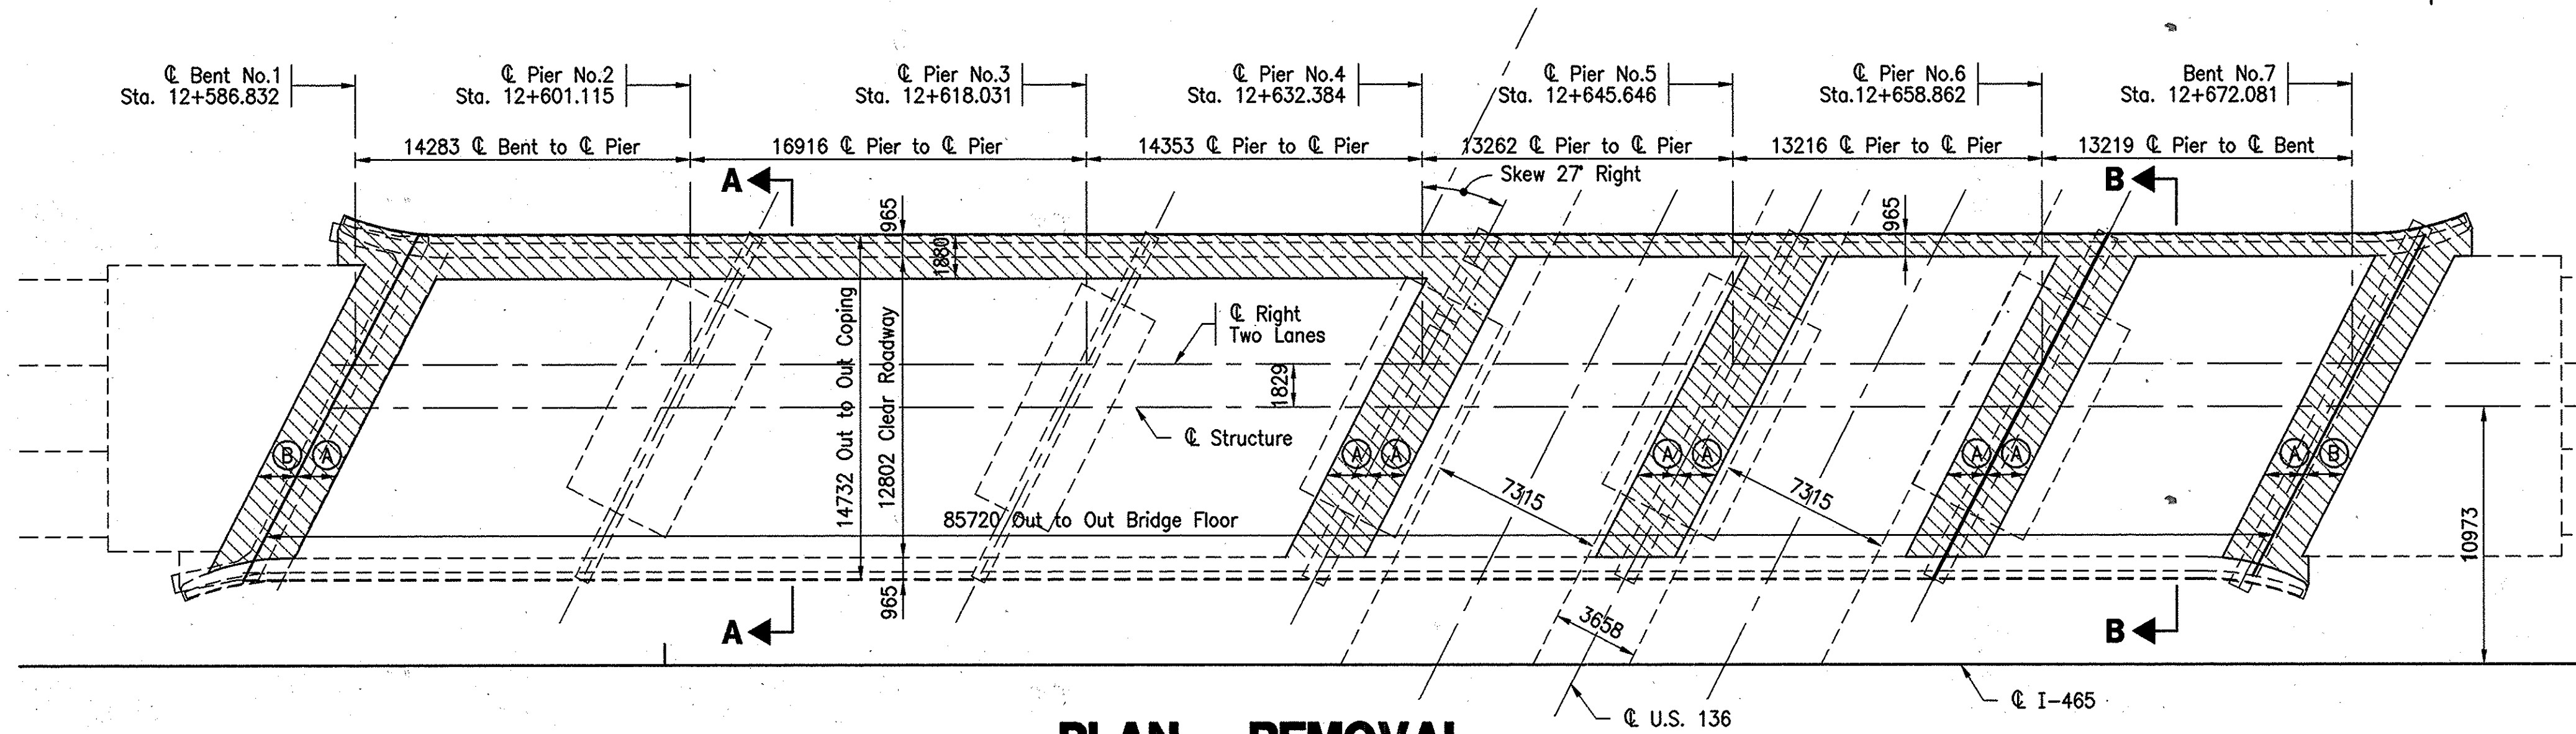 ℄ Bent No.1
Sta. 12+586.832
℄ Pier No.2
Sta. 12+601.115
℄ Pier No.3
Sta. 12+618.031
℄ Pier No.4
Sta. 12+632.384
℄ Pier No.5
Sta. 12+645.646
℄ Pier No.6
Sta.12+658.862
Bent No.7
Sta. 12+672.081
14283 ℄ Bent to ℄ Pier
16916 ℄ Pier to ℄ Pier
14353 ℄ Pier to ℄ Pier
13262 ℄ Pier to ℄ Pier
13216 ℄ Pier to ℄ Pier
13219 ℄ Pier to ℄ Bent
A
Skew 27° Right
B
965
1880
965
14732 Out to Out Coping
12802 Clear Roadway
℄ Right
Two Lanes
1829
℄ Structure
B A
A A
A A
A A
A B
7315
7315
85720 Out to Out Bridge Floor
10973
965
3658
A
B
℄ I-465
℄ U.S. 136
PLAN REMOVAL